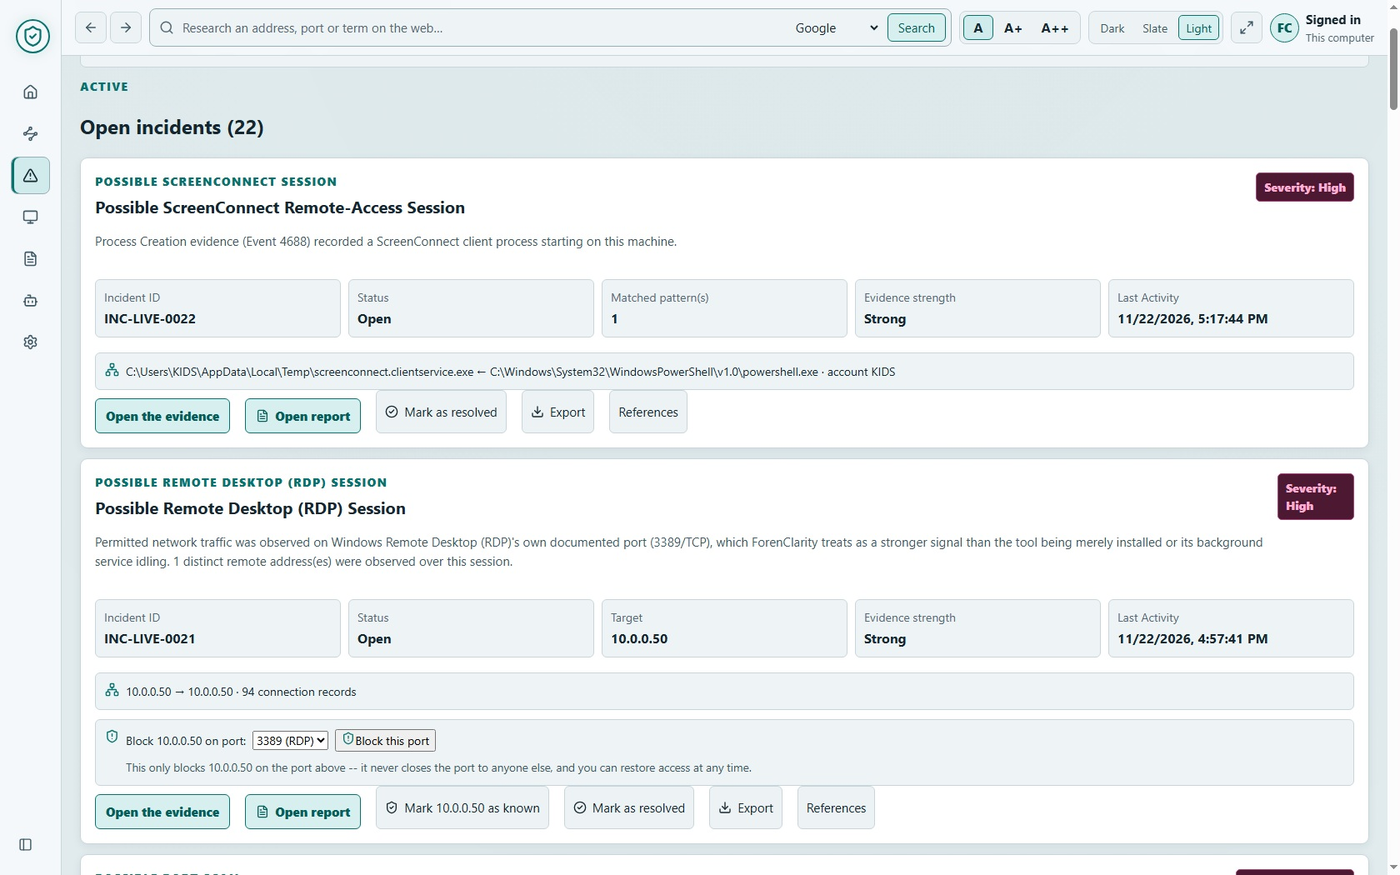 Research an address, port or term on the web...
Google
Search
A
A+
A++
Dark
Slate
Light
FC
Signed in
This computer
ACTIVE
Open incidents (22)
POSSIBLE SCREENCONNECT SESSION
Severity: High
Possible ScreenConnect Remote-Access Session
Process Creation evidence (Event 4688) recorded a ScreenConnect client process starting on this machine.
Incident ID
INC-LIVE-0022
Status
Open
Matched pattern(s)
1
Evidence strength
Strong
Last Activity
11/22/2026, 5:17:44 PM
C:\Users\KIDS\AppData\Local\Temp\screenconnect.clientservice.exe ← C:\Windows\System32\WindowsPowerShell\v1.0\powershell.exe · account KIDS
Open the evidence
Open report
Mark as resolved
Export
References
POSSIBLE REMOTE DESKTOP (RDP) SESSION
Severity:
High
Possible Remote Desktop (RDP) Session
Permitted network traffic was observed on Windows Remote Desktop (RDP)'s own documented port (3389/TCP), which ForenClarity treats as a stronger signal than the tool being merely installed or its background
service idling. 1 distinct remote address(es) were observed over this session.
Incident ID
INC-LIVE-0021
Status
Open
Target
10.0.0.50
Evidence strength
Strong
Last Activity
11/22/2026, 4:57:41 PM
10.0.0.50 → 10.0.0.50 · 94 connection records
Block 10.0.0.50 on port:
3389 (RDP)
Block this port
This only blocks 10.0.0.50 on the port above -- it never closes the port to anyone else, and you can restore access at any time.
Open the evidence
Open report
Mark 10.0.0.50 as known
Mark as resolved
Export
References